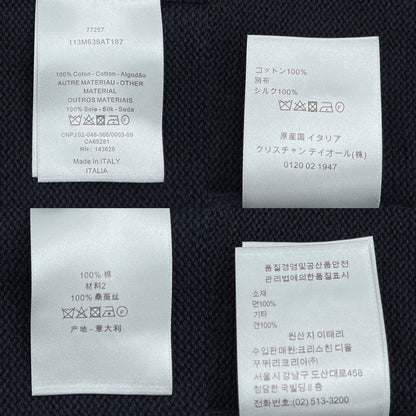 77257
113M638AT187
100% Coton - Cotton - Algodão
AUTRE MATERIAU - OTHER
MATERIAL
OUTROS MATERIAIS
100% Soie - Silk - Seda
CNPJ.02-046-366/0003-99
CA65261
RN : 143628
Made In ITALY
ITALIA
コットン100%
別布
シルク100%
原産国 イタリア
クリスチャン ディオール(株)
0120 02 1947
100% 棉
材料2
100% 桑蚕丝
产地 - 意大利
품질경영및공산품안전
관리법에의한품질표시
소재
면100%
기타
견100%
원산지 이태리
수입판매원: 크리스찬 디올
꾸뛰르코리아(주)
서울시강남구 도산대로458
청담한 국빌딩8 층
전화번호: (02) 513-3200